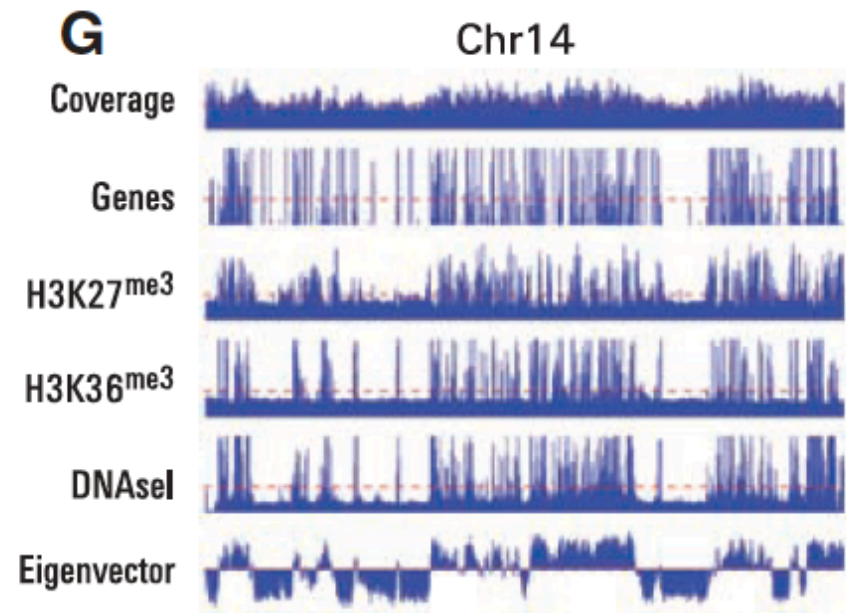 G
Chr14
Coverage
Genes
H3K27me3
H3K36me3
DNAseI
Eigenvector